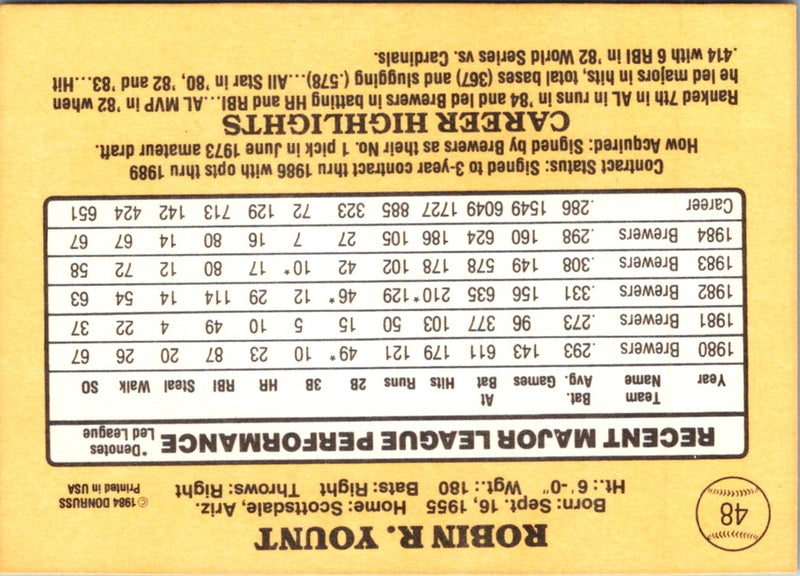 48
ROBIN R. YOUNT
Born: Sept. 16, 1955 Home: Scottsdale, Ariz.
Ht.: 6'-0" Wgt.: 180 Bats: Right Throws: Right
© 1984 DONRUSS
Printed in USA
RECENT MAJOR LEAGUE PERFORMANCE
*Denotes
Led League
Year Team Name Bat. Avg. Games At Bat Hits Runs 2B 3B HR RBI Steal Walk SO
1980 Brewers .293 143 611 179 121 49* 10 23 87 20 26 67
1981 Brewers .273 96 377 103 50 15 5 10 49 4 22 37
1982 Brewers .331 156 635 210* 129 46* 12 29 114 14 54 63
1983 Brewers .308 149 578 178 102 42 10* 17 80 12 72 58
1984 Brewers .298 160 624 186 105 27 7 16 80 14 67 67
Career .286 1549 6049 1727 885 323 72 129 713 142 424 651
Contract Status: Signed to 3-year contract thru 1986 with opts thru 1989
How Acquired: Signed by Brewers as their No. 1 pick in June 1973 amateur draft.
CAREER HIGHLIGHTS
Ranked 7th in AL in runs in '84 and led Brewers in batting HR and RBI...AL MVP in '82 when
he led majors in hits, total bases (367) and slugging (.578)...All Star in '80, '82 and '83...Hit
.414 with 6 RBI in '82 World Series vs. Cardinals.